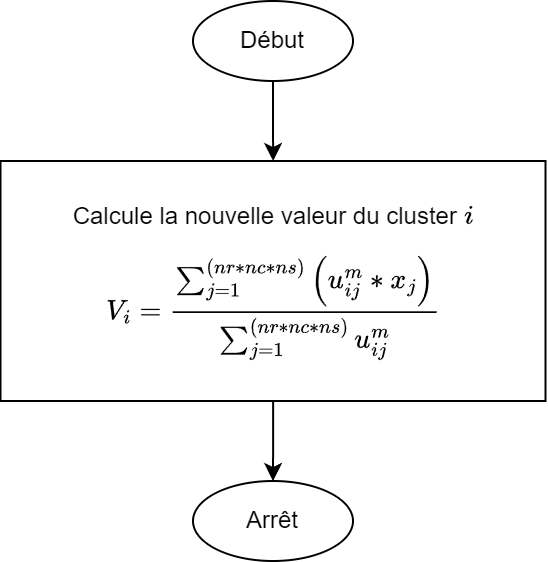 Début
Calcule la nouvelle valeur du cluster i
V_i = \frac{\sum_{j=1}^{(nr*nc*ns)} \left( u_{ij}^m * x_j \right)}{\sum_{j=1}^{(nr*nc*ns)} u_{ij}^m}
Arrêt